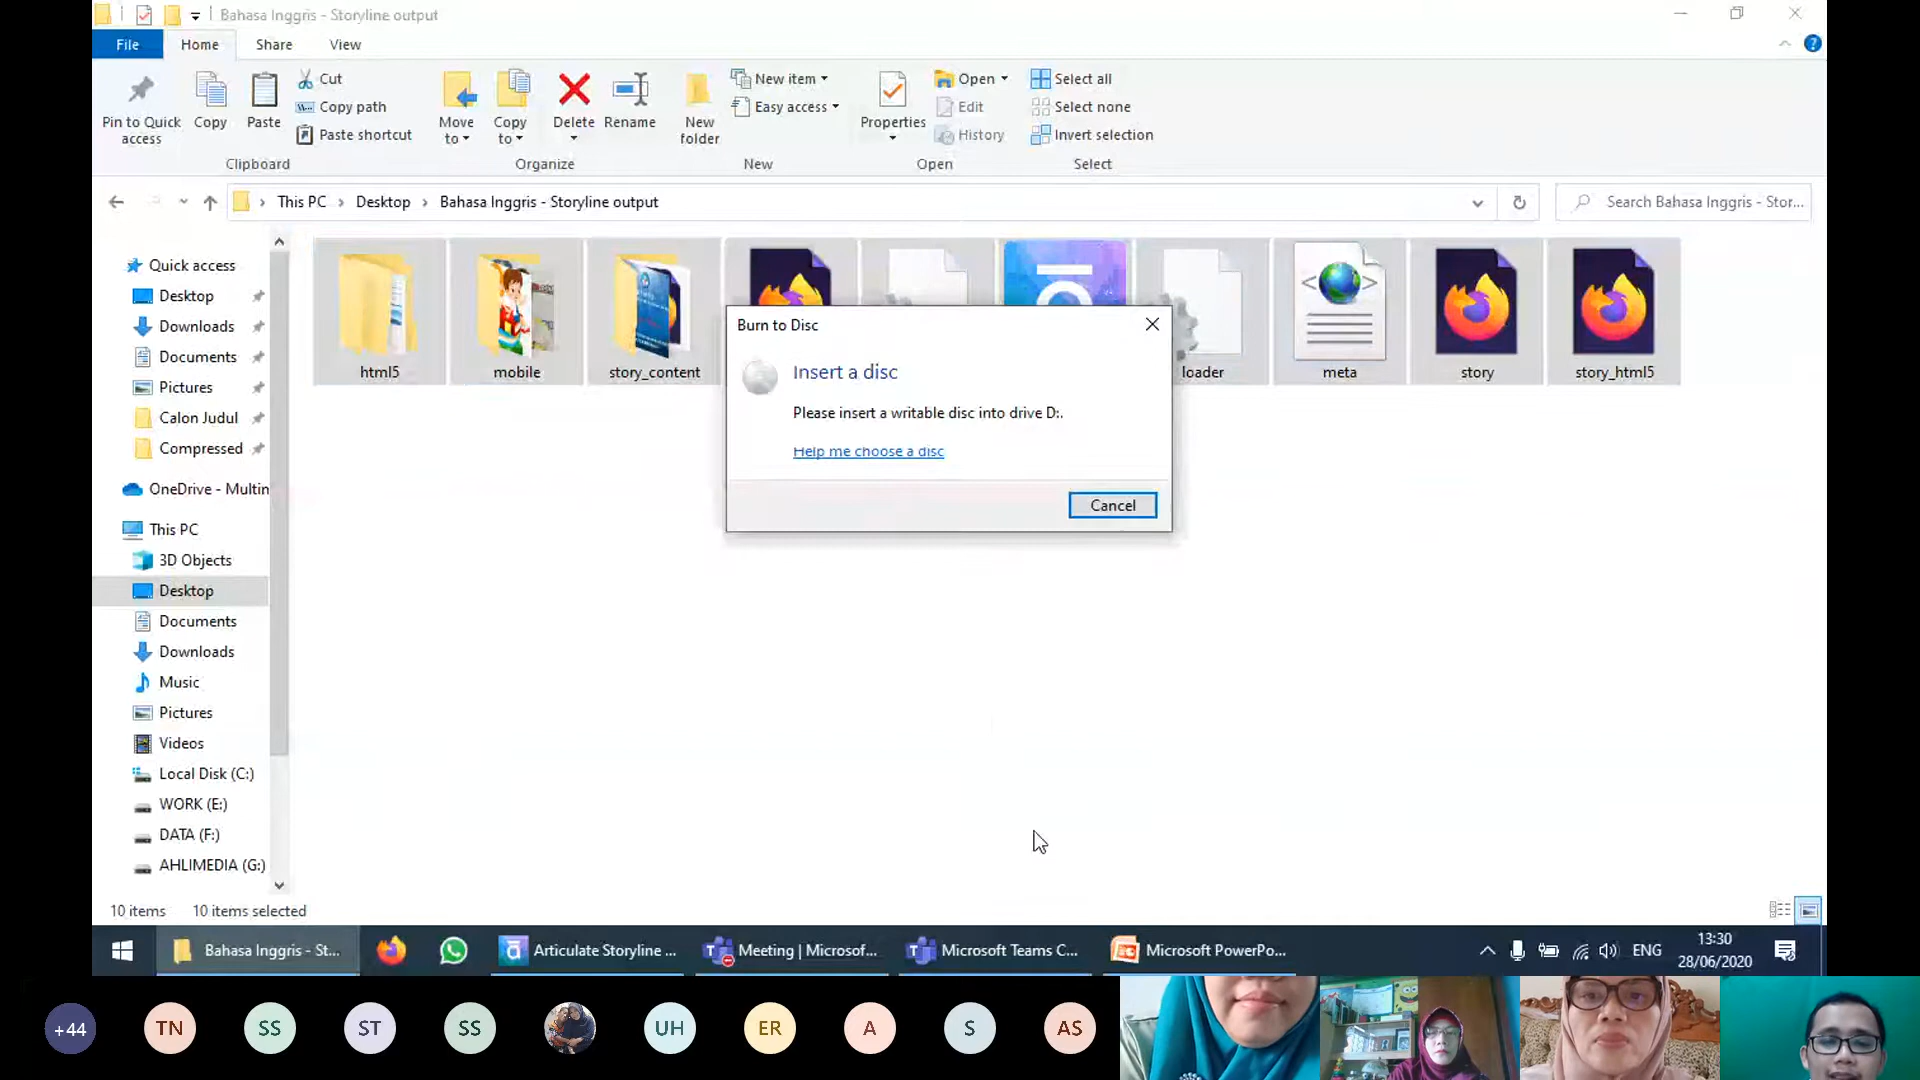 Bahasa Inggris - Storyline output
File
Home
Share
View
Pin to Quick
access
Copy
Paste
Cut
Copy path
Paste shortcut
Clipboard
Move
to
Copy
to
Delete
Rename
Organize
New
folder
New item
Easy access
New
Properties
Open
Edit
History
Open
Select all
Select none
Invert selection
Select
This PC
Desktop
Bahasa Inggris - Storyline output
Search Bahasa Inggris - Stor...
Quick access
Desktop
Downloads
Documents
Pictures
Calon Judul
Compressed
OneDrive - Multin
This PC
3D Objects
Desktop
Documents
Downloads
Music
Pictures
Videos
Local Disk (C:)
WORK (E:)
DATA (F:)
AHLIMEDIA (G:)
html5
mobile
story_content
loader
meta
story
story_html5
Burn to Disc
Insert a disc
Please insert a writable disc into drive D:.
Help me choose a disc
Cancel
10 items
10 items selected
Bahasa Inggris - St...
Articulate Storyline ...
Meeting | Microsof...
Microsoft Teams C...
Microsoft PowerPo...
ENG
13:30
28/06/2020
+44
TN
SS
ST
SS
UH
ER
A
S
AS